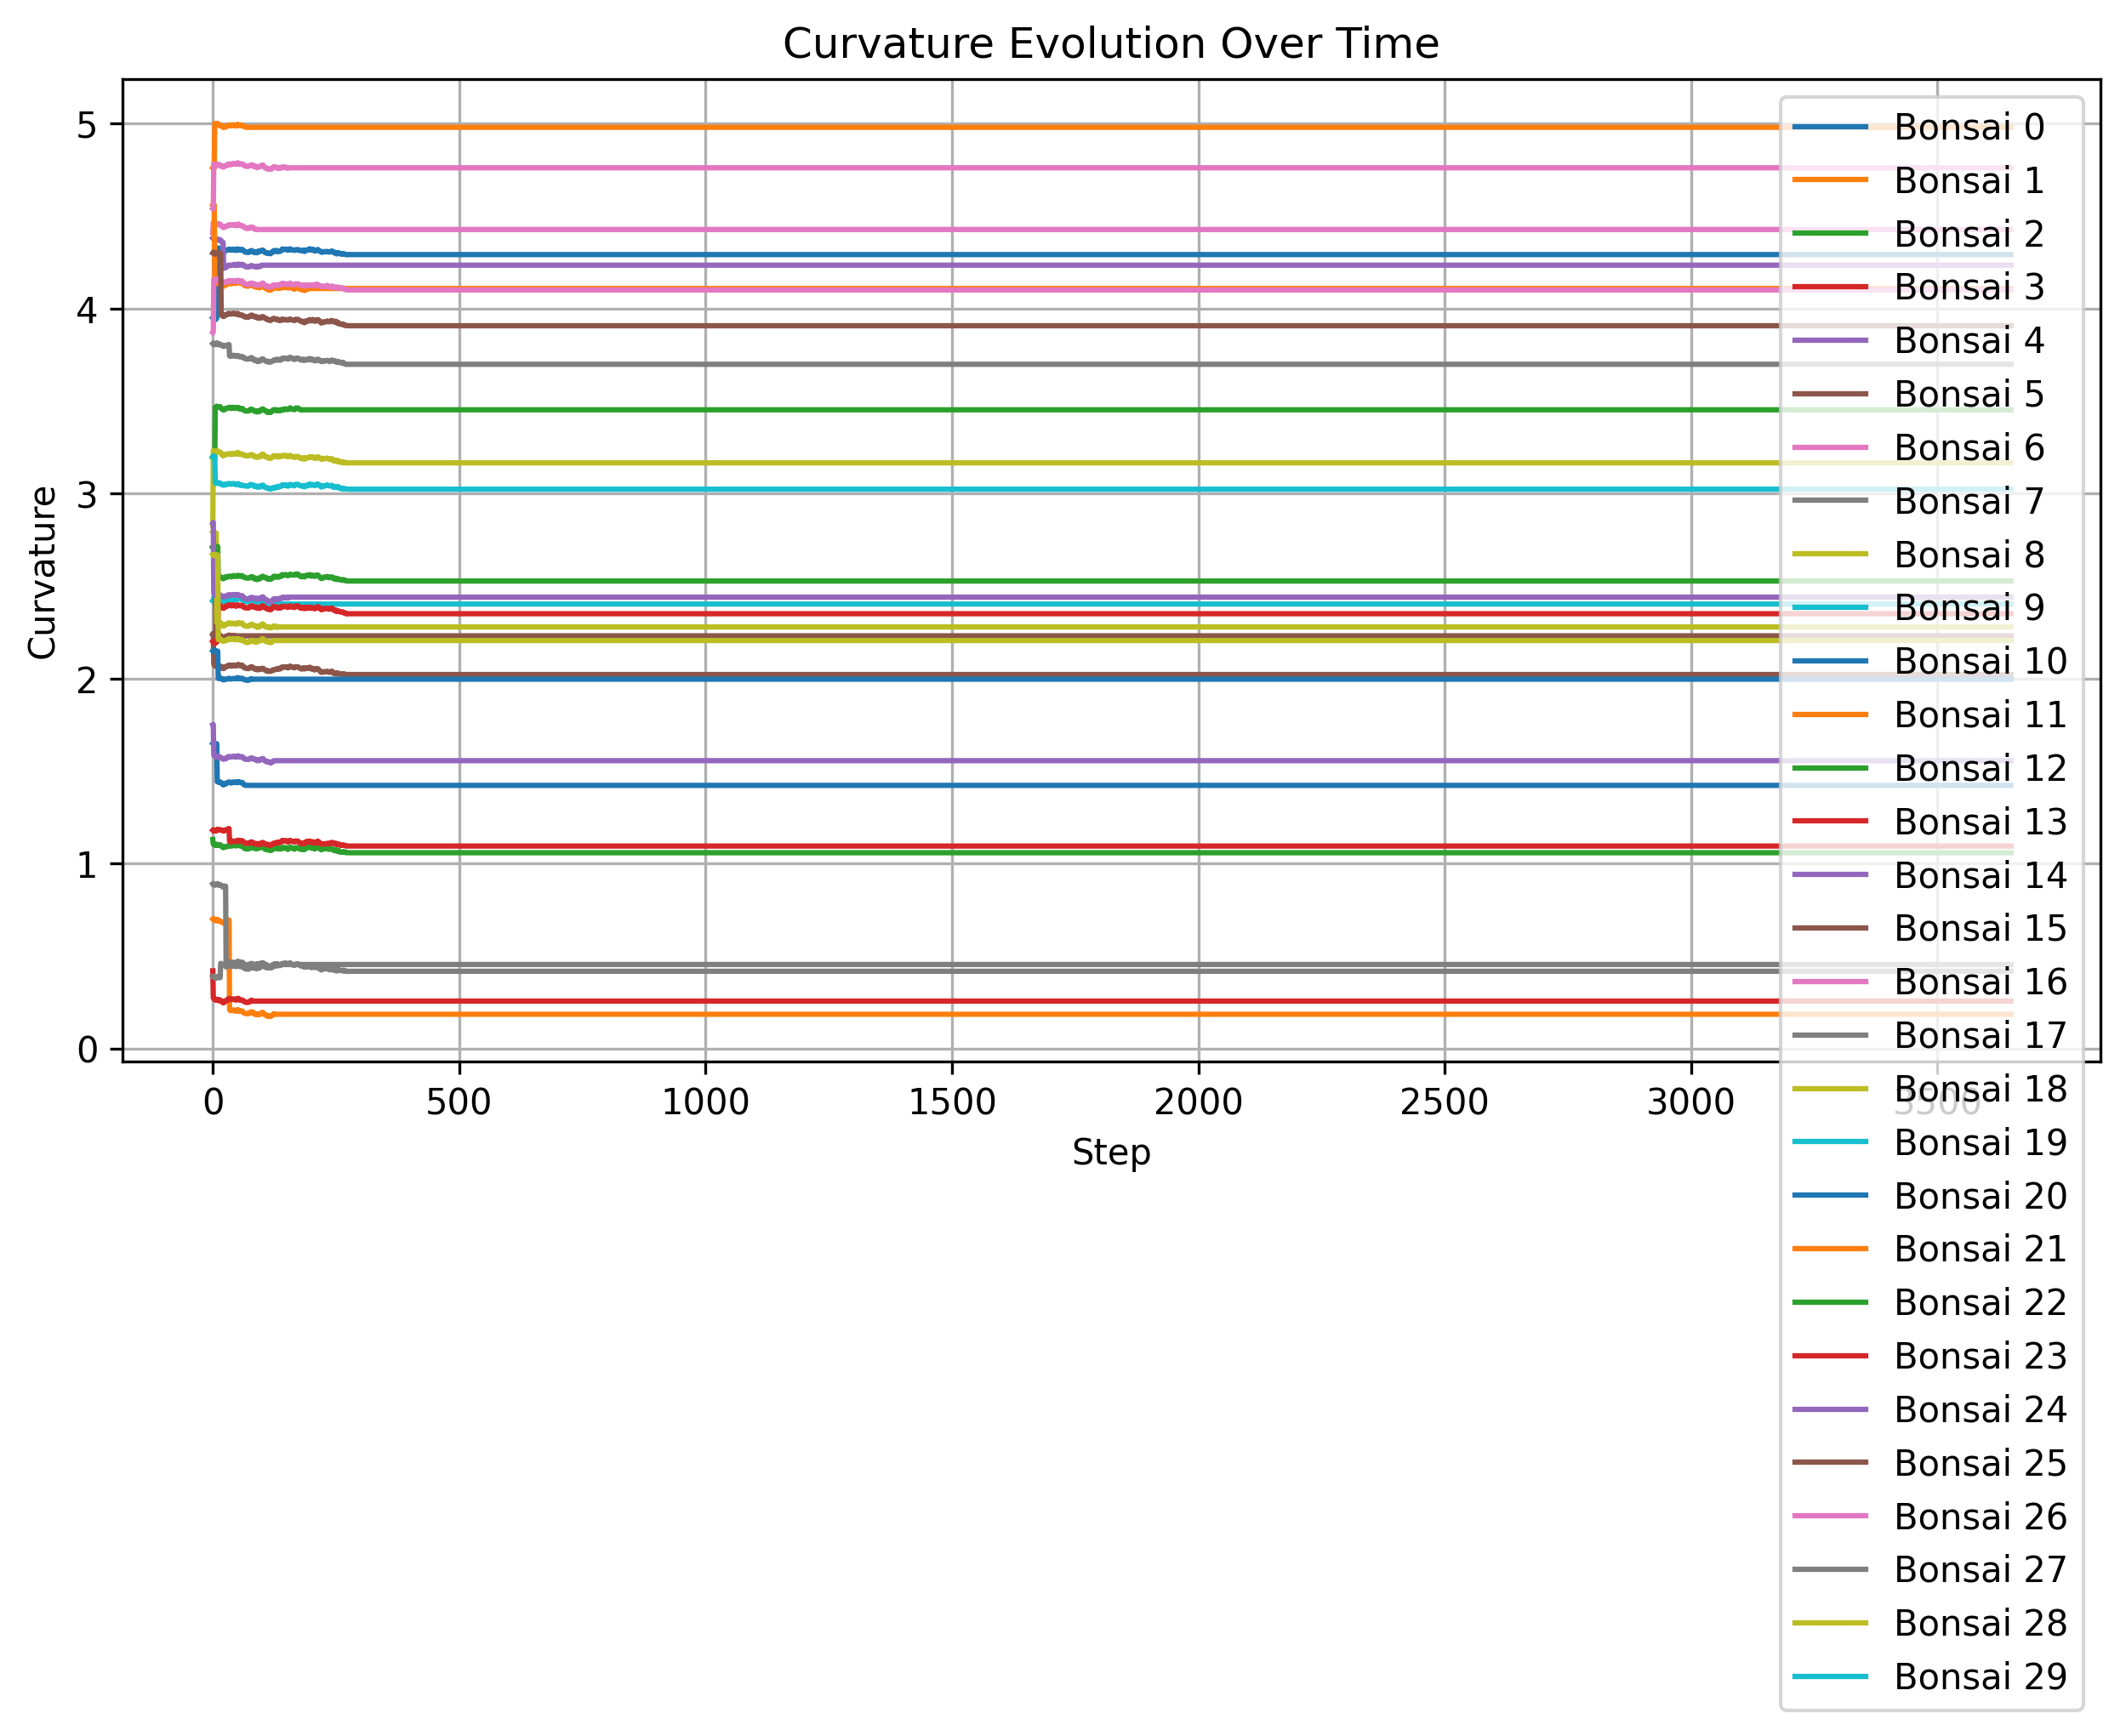 Curvature Evolution Over Time
Curvature
5
4
3
2
1
0
0 500 1000 1500 2000 2500 3000 3500
Step
Bonsai 0
Bonsai 1
Bonsai 2
Bonsai 3
Bonsai 4
Bonsai 5
Bonsai 6
Bonsai 7
Bonsai 8
Bonsai 9
Bonsai 10
Bonsai 11
Bonsai 12
Bonsai 13
Bonsai 14
Bonsai 15
Bonsai 16
Bonsai 17
Bonsai 18
Bonsai 19
Bonsai 20
Bonsai 21
Bonsai 22
Bonsai 23
Bonsai 24
Bonsai 25
Bonsai 26
Bonsai 27
Bonsai 28
Bonsai 29